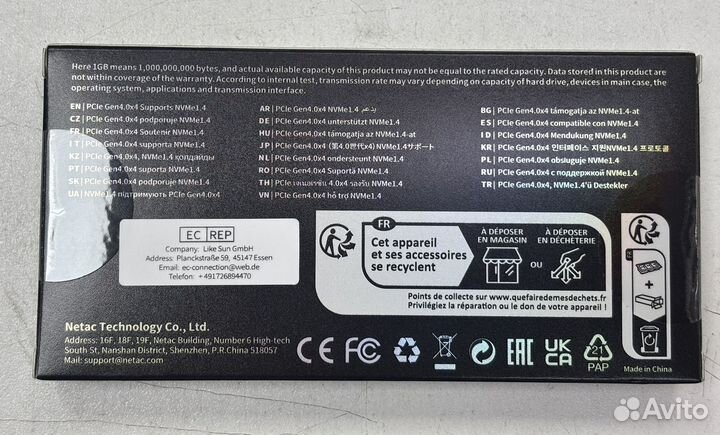 Here 1GB means 1,000,000,000 bytes, and actual available capacity of this product may not be equal to the rated capacity. Data stored in this product are
not within coverage of the warranty. According to internal test, transmission rate may vary depending on capacity of hard drive, devices in main case, the
operating system, applications and transmission interface.
EN | PCIe Gen4.0x4 Supports NVMe1.4
CZ | PCIe Gen4.0x4 podporuje NVMe1.4
FR | PCIe Gen4.0x4 Soutenir NVMe1.4
IT | PCIe Gen4.0x4 supporta NVMe1.4
KZ | PCIe Gen4.0x4, NVMe1.4 қолдайды
PT | PCIe Gen4.0x4 suporta NVMe1.4
SK | PCIe Gen4.0x4 podporuje NVMe1.4
UA | NVMe1.4 підтримують PCIe Gen4.0x4
AR | PCIe Gen4.0x4 NVMe1.4 يدعم
DE | PCIe Gen4.0x4 unterstützt NVMe1.4
HU | PCIe Gen4.0x4 támogatja az NVMe1.4-at
JP | PCIe Gen4.0x4 (第4.0世代x4) NVMe1.4サポート
NL | PCIe Gen4.0x4 ondersteunt NVMe1.4
RO | PCIe Gen4.0x4 suportă NVMe1.4
TH | PCIe 4.0x4 NVMe1.4
VN | PCIe Gen4.0x4 hỗ trợ NVMe1.4
BG | PCIe Gen4.0x4 támogatja az NVMe1.4-at
ES | PCIe Gen4.0x4 compatible con NVMe1.4
ID | PCIe Gen4.0x4 Mendukung NVMe1.4
KR | PCIe Gen4.0x4 인터페이스 지원NVMe1.4 프로토콜
PL | PCIe Gen4.0x4 obsługuje NVMe1.4
RU | PCIe Gen4.0x4 с поддержкой NVMe1.4
TR | PCIe Gen4.0x4, NVMe1.4'ü Destekler
EC REP
Company: Like Sun GmbH
Address: Planckstraße 59, 45147 Essen
Email: ec-connection@web.de
Telefon: +491726894470
FR
Cet appareil
et ses accessoires
se recyclent
À DÉPOSER
EN MAGASIN
OU
À DÉPOSER
EN DÉCHÈTERIE
Points de collecte sur www.quefairedemesdechets.fr
Privilégiez la réparation ou le don de votre appareil !
Netac Technology Co., Ltd.
Address: 16F, 18F, 19F, Netac Building, Number 6 High-tech
South St, Nanshan District, Shenzhen, P.R.China 518057
Mail: support@netac.com
CE FC EAC UK
CA
21
PAP
Made in China
Avito